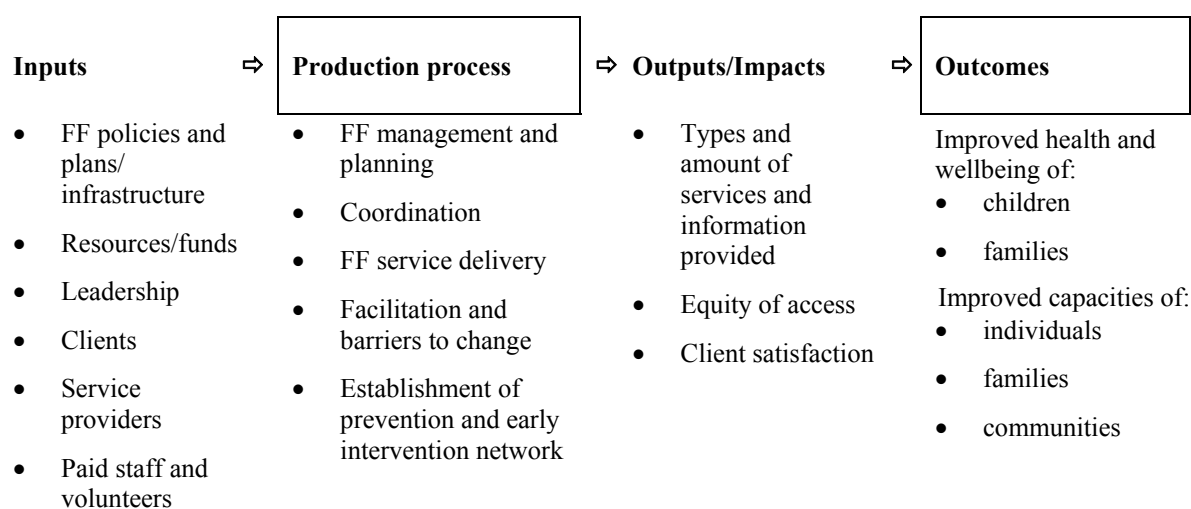 Inputs ⇨ Production process ⇨ Outputs/Impacts ⇨ Outcomes
• FF policies and
plans/
infrastructure
• Resources/funds
• Leadership
• Clients
• Service
providers
• Paid staff and
volunteers
• FF management and
planning
• Coordination
• FF service delivery
• Facilitation and
barriers to change
• Establishment of
prevention and early
intervention network
• Types and
amount of
services and
information
provided
• Equity of access
• Client satisfaction
Improved health and
wellbeing of:
• children
• families
Improved capacities of:
• individuals
• families
• communities